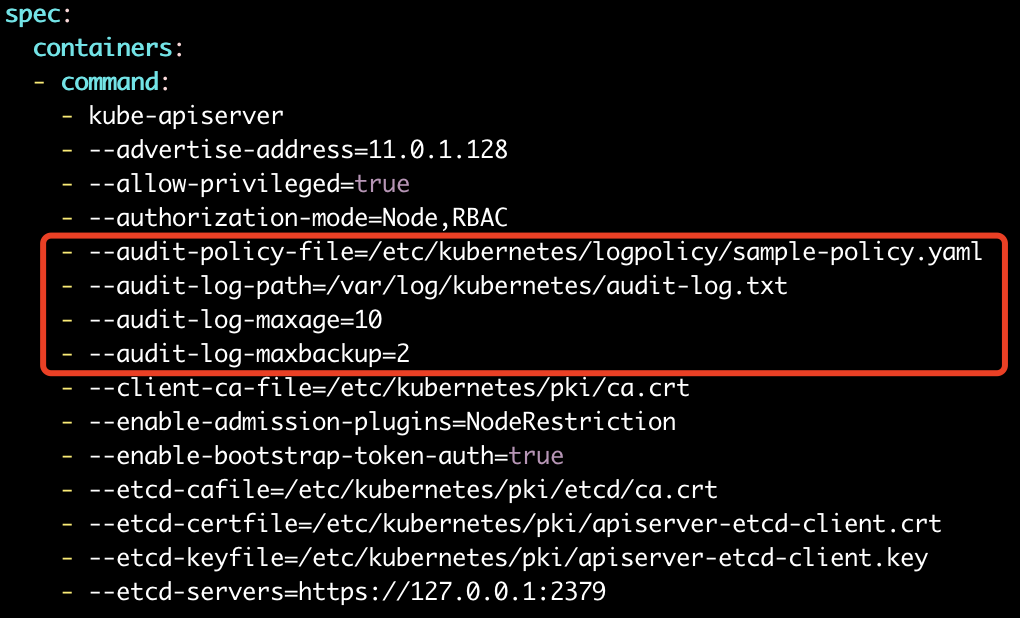 spec:
  containers:
  - command:
    - kube-apiserver
    - --advertise-address=11.0.1.128
    - --allow-privileged=true
    - --authorization-mode=Node,RBAC
    - --audit-policy-file=/etc/kubernetes/logpolicy/sample-policy.yaml
    - --audit-log-path=/var/log/kubernetes/audit-log.txt
    - --audit-log-maxage=10
    - --audit-log-maxbackup=2
    - --client-ca-file=/etc/kubernetes/pki/ca.crt
    - --enable-admission-plugins=NodeRestriction
    - --enable-bootstrap-token-auth=true
    - --etcd-cafile=/etc/kubernetes/pki/etcd/ca.crt
    - --etcd-certfile=/etc/kubernetes/pki/apiserver-etcd-client.crt
    - --etcd-keyfile=/etc/kubernetes/pki/apiserver-etcd-client.key
    - --etcd-servers=https://127.0.0.1:2379